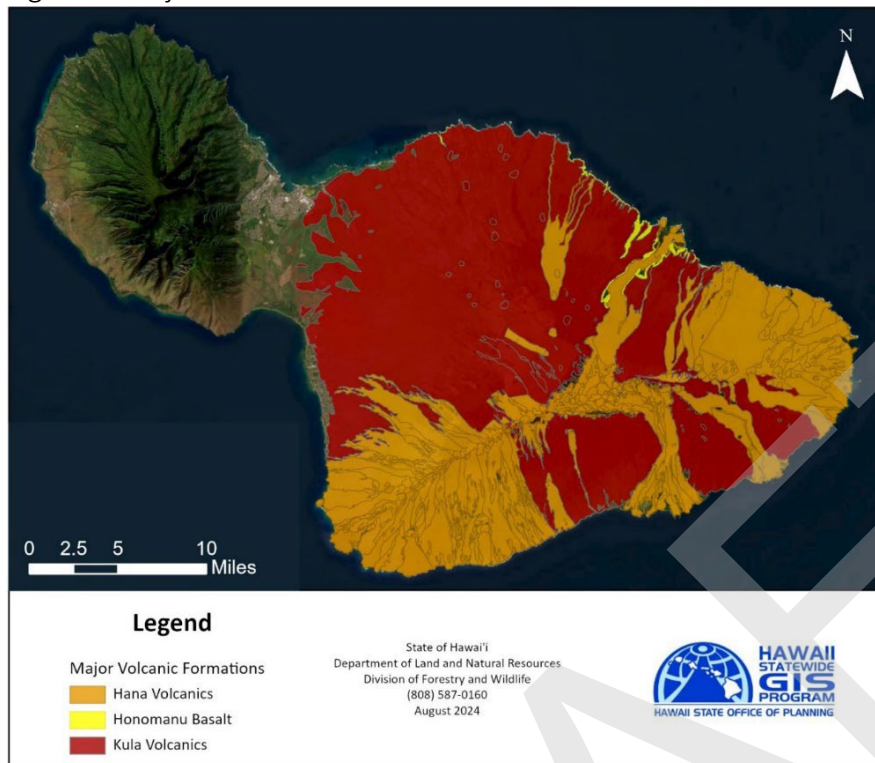 N
0 2.5 5 10
Miles
Legend
Major Volcanic Formations
Hana Volcanics
Honomanu Basalt
Kula Volcanics
State of Hawai'i
Department of Land and Natural Resources
Division of Forestry and Wildlife
(808) 587-0160
August 2024
HAWAII
STATEWIDE
GIS
PROGRAM
HAWAII STATE OFFICE OF PLANNING